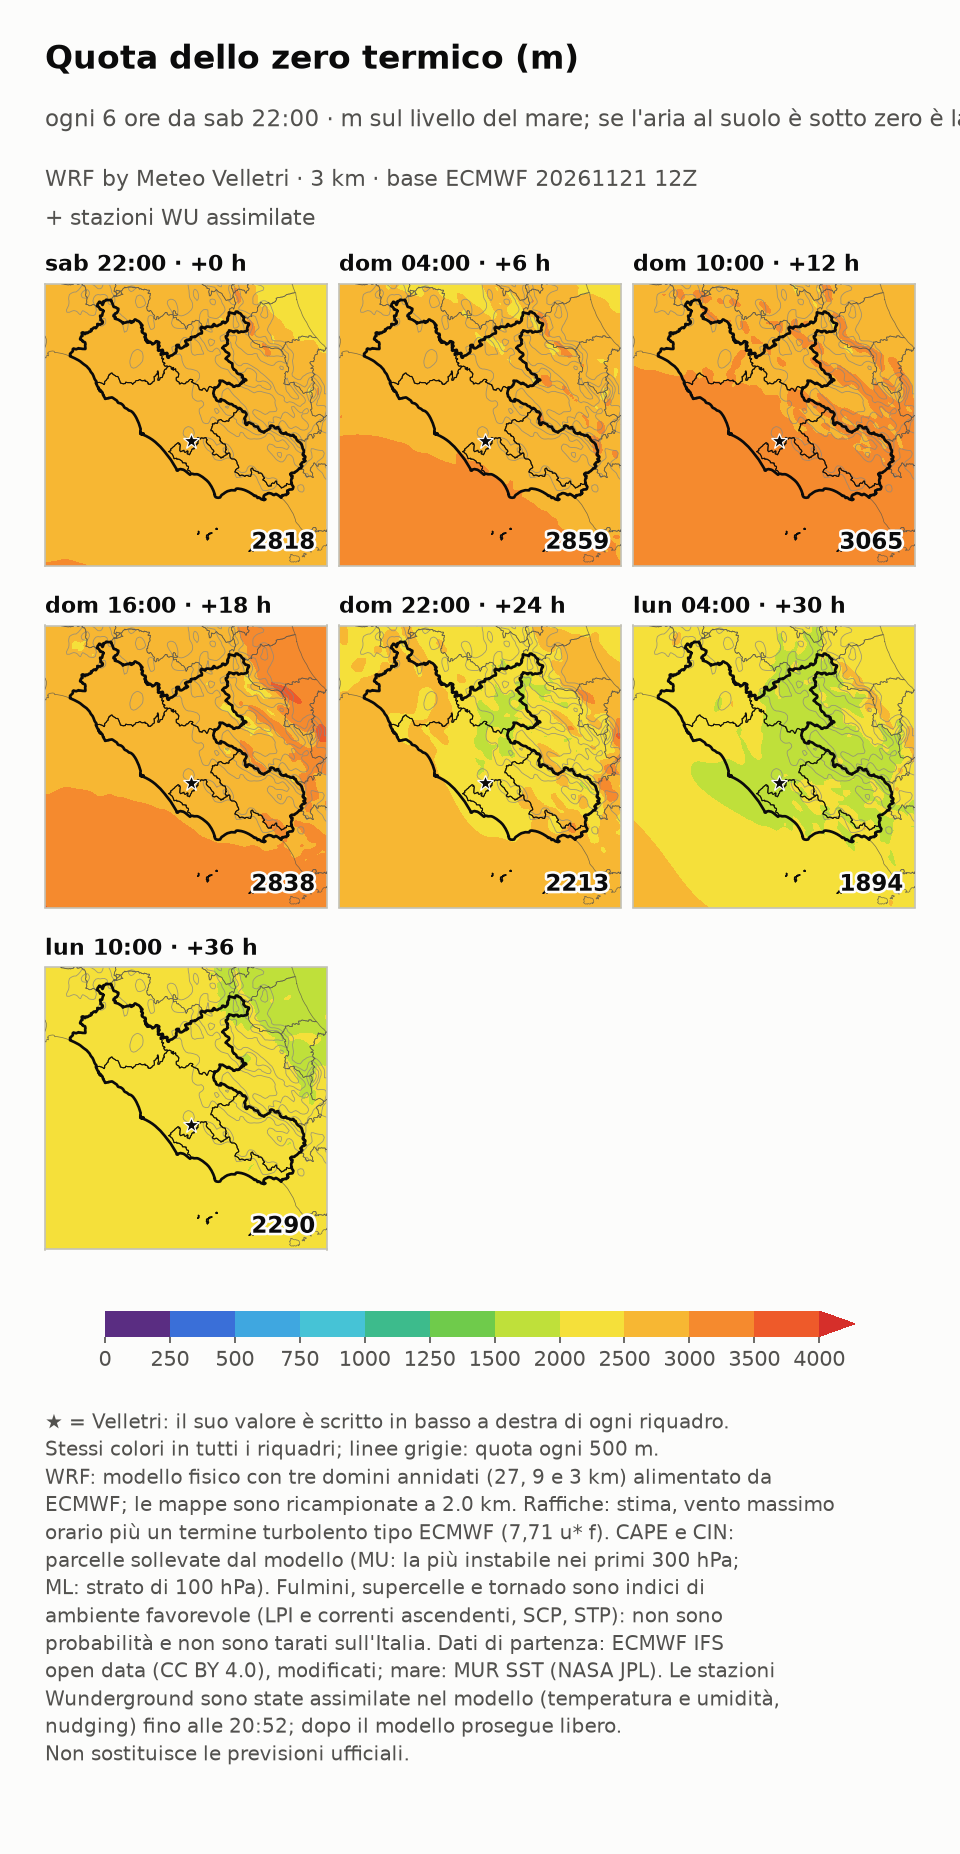 Quota dello zero termico (m)
ogni 6 ore da sab 22:00 · m sul livello del mare; se l'aria al suolo è sotto zero è
WRF by Meteo Velletri · 3 km · base ECMWF 20261121 12Z
+ stazioni WU assimilate
sab 22:00 · +0 h
dom 04:00 · +6 h
dom 10:00 · +12 h
2818
2859
3065
dom 16:00 · +18 h
dom 22:00 · +24 h
lun 04:00 · +30 h
2838
2213
1894
lun 10:00 · +36 h
2290
0 250 500 750 1000 1250 1500 2000 2500 3000 3500 4000
★ = Velletri: il suo valore è scritto in basso a destra di ogni riquadro.
Stessi colori in tutti i riquadri; linee grigie: quota ogni 500 m.
WRF: modello fisico con tre domini annidati (27, 9 e 3 km) alimentato da
ECMWF; le mappe sono ricampionate a 2.0 km. Raffiche: stima, vento massimo
orario più un termine turbolento tipo ECMWF (7,71 u* f). CAPE e CIN:
parcelle sollevate dal modello (MU: la più instabile nei primi 300 hPa;
ML: strato di 100 hPa). Fulmini, supercelle e tornado sono indici di
ambiente favorevole (LPI e correnti ascendenti, SCP, STP): non sono
probabilità e non sono tarati sull'Italia. Dati di partenza: ECMWF IFS
open data (CC BY 4.0), modificati; mare: MUR SST (NASA JPL). Le stazioni
Wunderground sono state assimilate nel modello (temperatura e umidità,
nudging) fino alle 20:52; dopo il modello prosegue libero.
Non sostituisce le previsioni ufficiali.